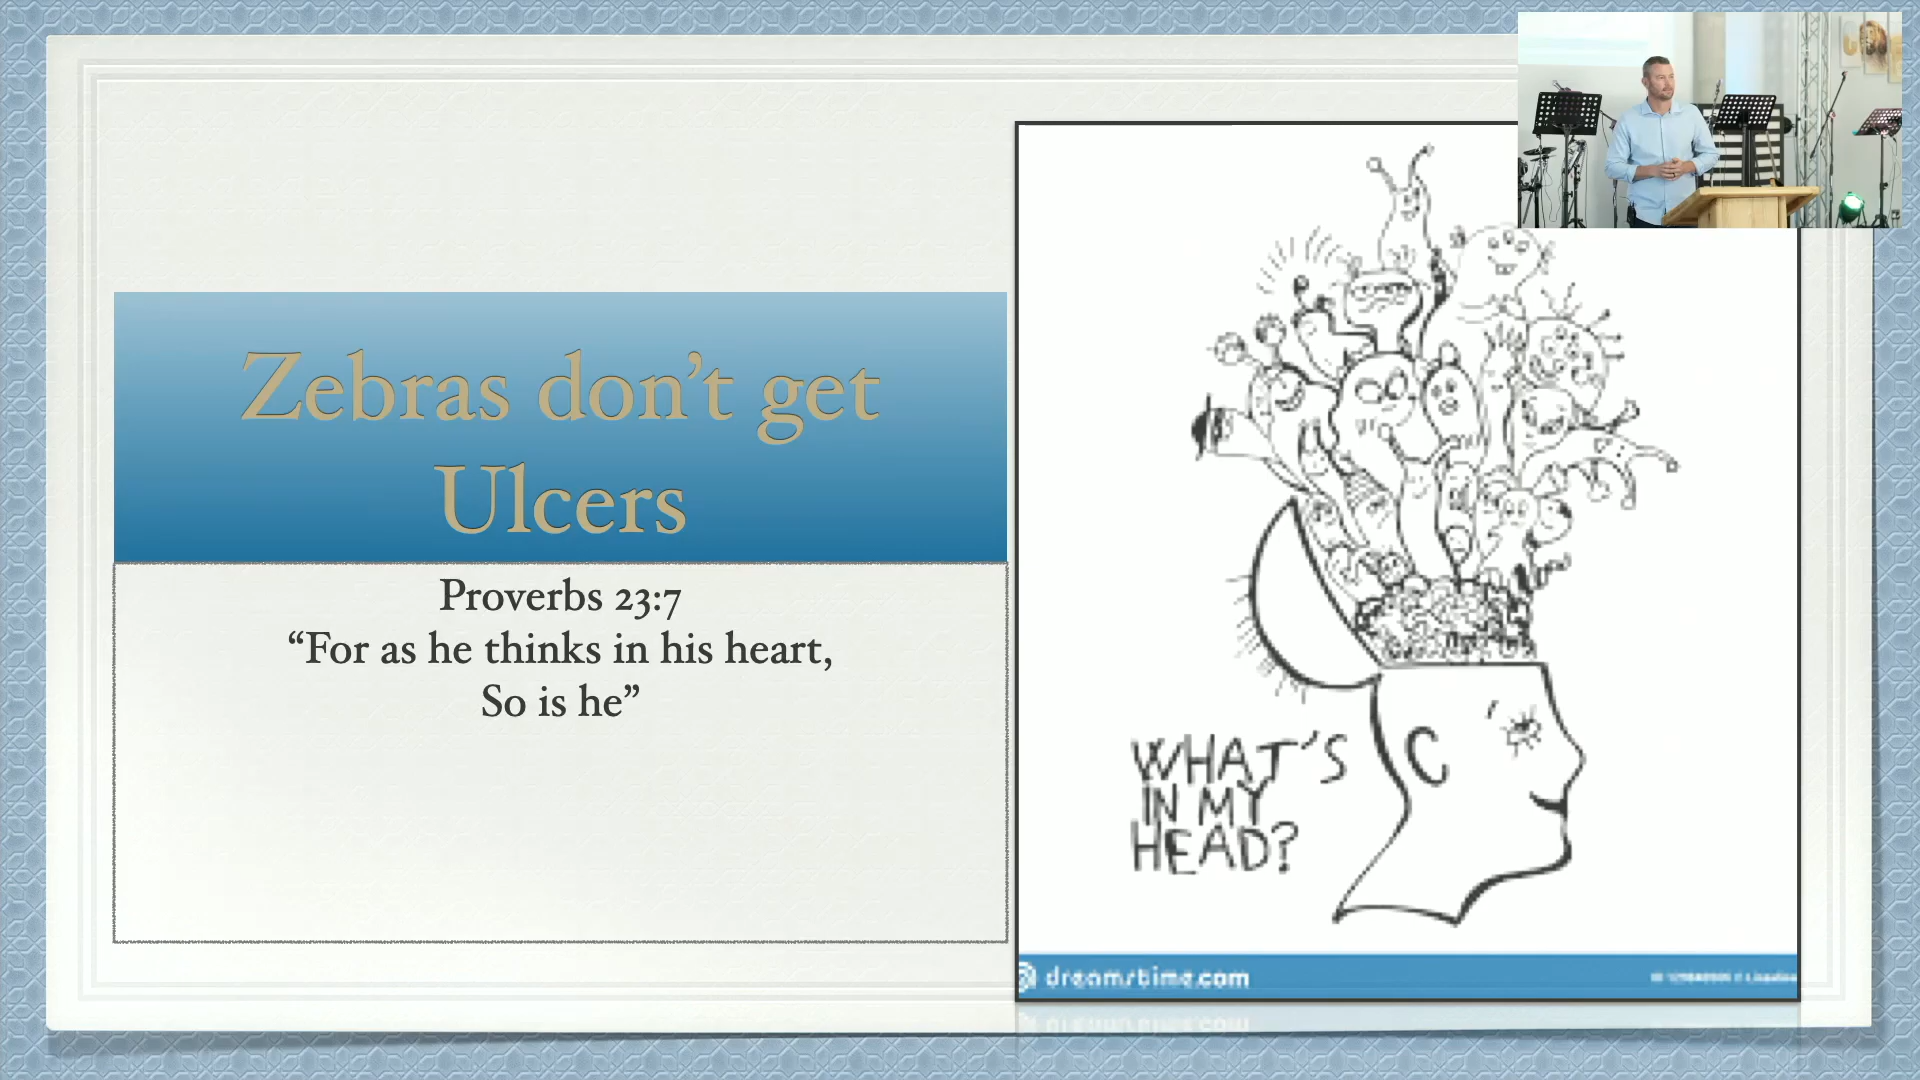 Zebras don’t get
Ulcers
Proverbs 23:7
“For as he thinks in his heart,
So is he”
WHAT’S
IN MY
HEAD?
dreamstime.com